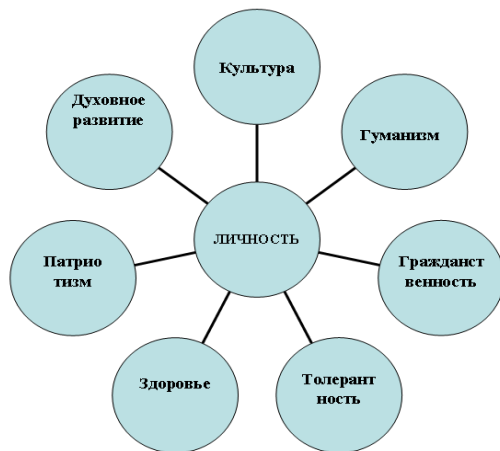 Культура
Духовное
развитие
Гуманизм
ЛИЧНОСТЬ
Патрио
тизм
Гражданст
венность
Здоровье
Толерант
ность